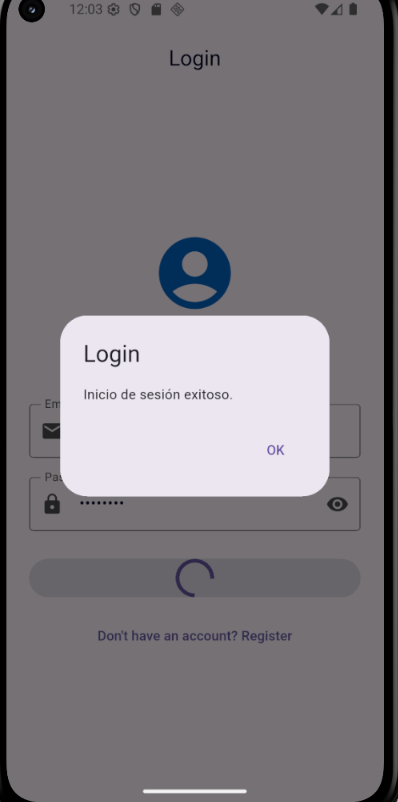 12:03
Login
Login
Inicio de sesión exitoso.
OK
Em
Pas
••••••••
Don't have an account? Register